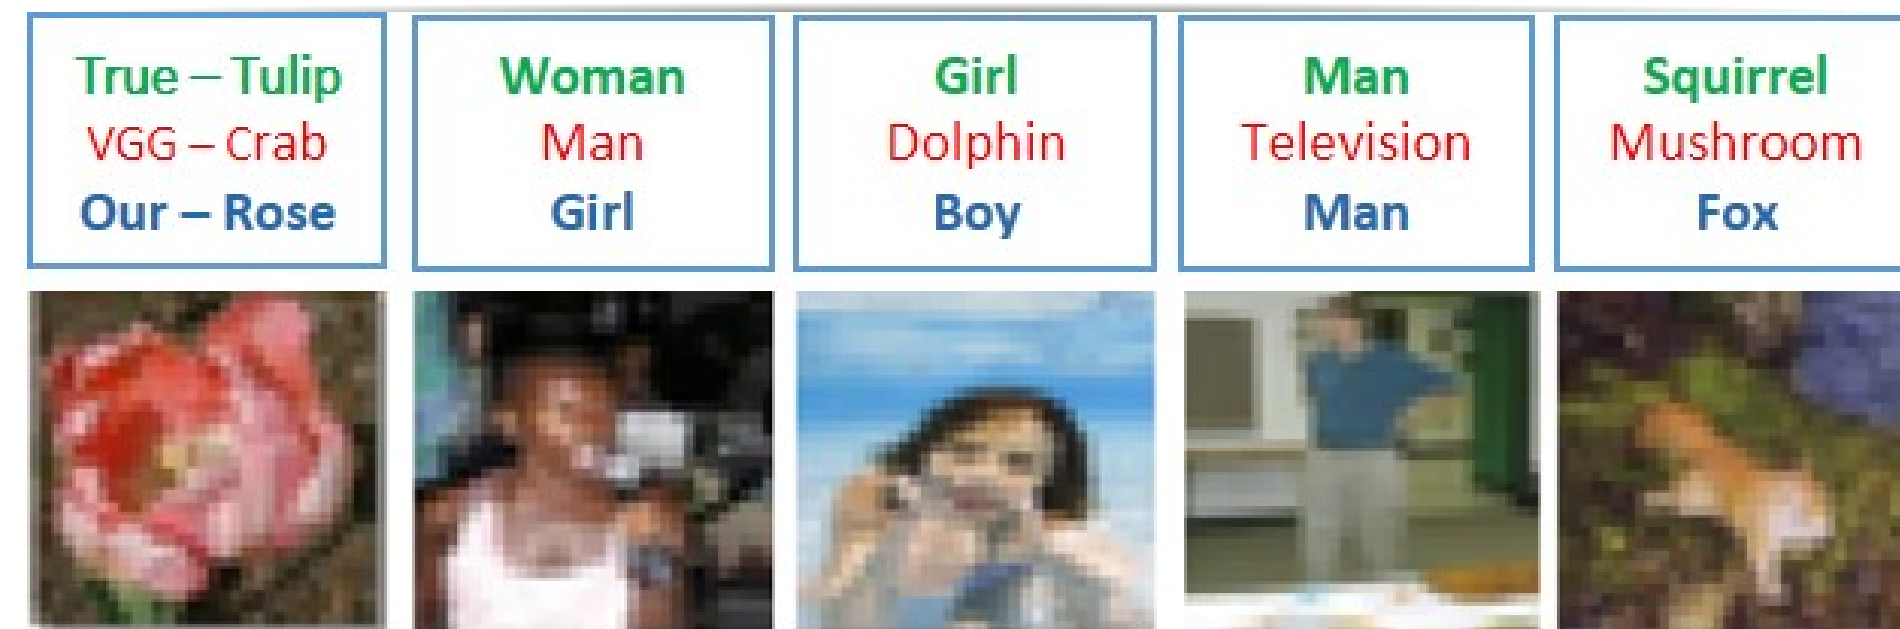 True – Tulip
VGG – Crab
Our – Rose
Woman
Man
Girl
Girl
Dolphin
Boy
Man
Television
Man
Squirrel
Mushroom
Fox